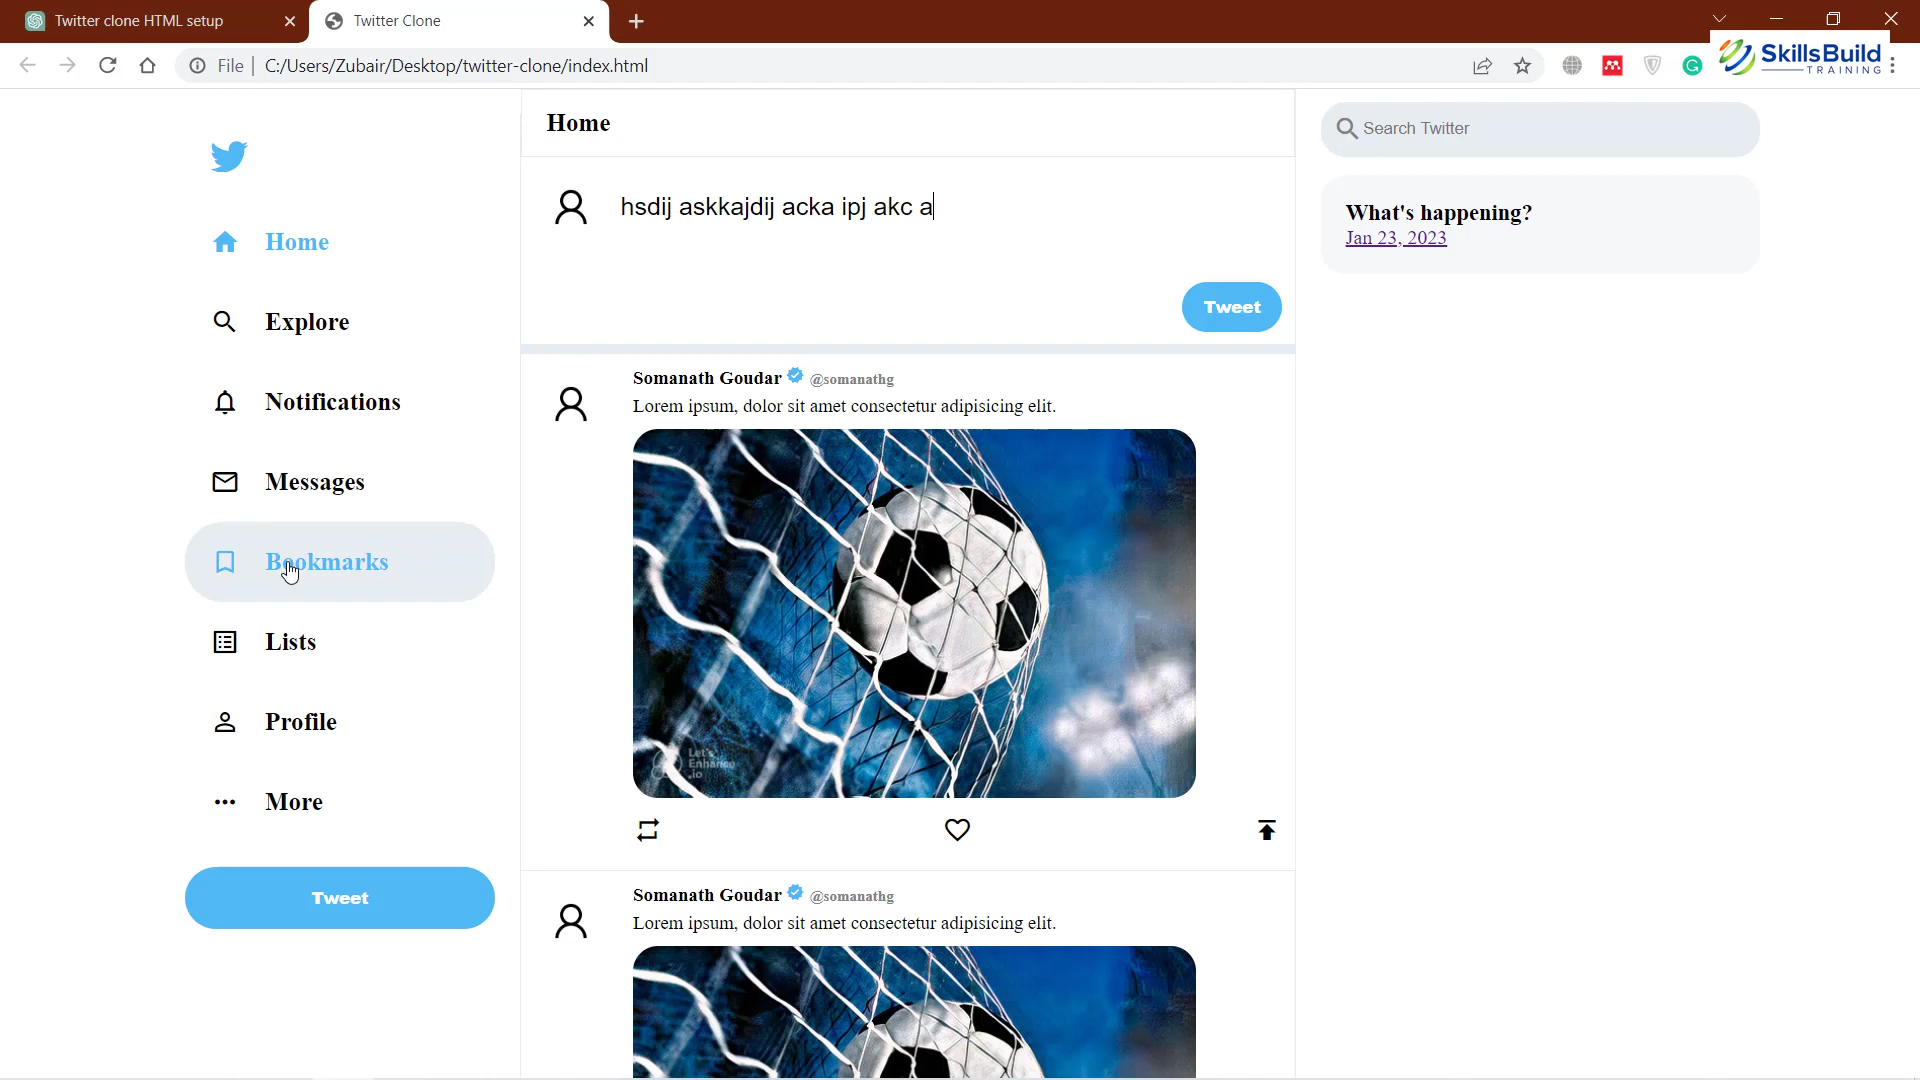 Twitter clone HTML setup
Twitter Clone
File
C:/Users/Zubair/Desktop/twitter-clone/index.html
SkillsBuild
TRAINING
Home
Explore
Notifications
Messages
Bookmarks
Lists
Profile
More
Tweet
Home
hsdij askkajdij acka ipj akc a
Tweet
Somanath Goudar @somanathg
Lorem ipsum, dolor sit amet consectetur adipisicing elit.
Let's
Enhance
.io
Somanath Goudar @somanathg
Lorem ipsum, dolor sit amet consectetur adipisicing elit.
Search Twitter
What's happening?
Jan 23, 2023